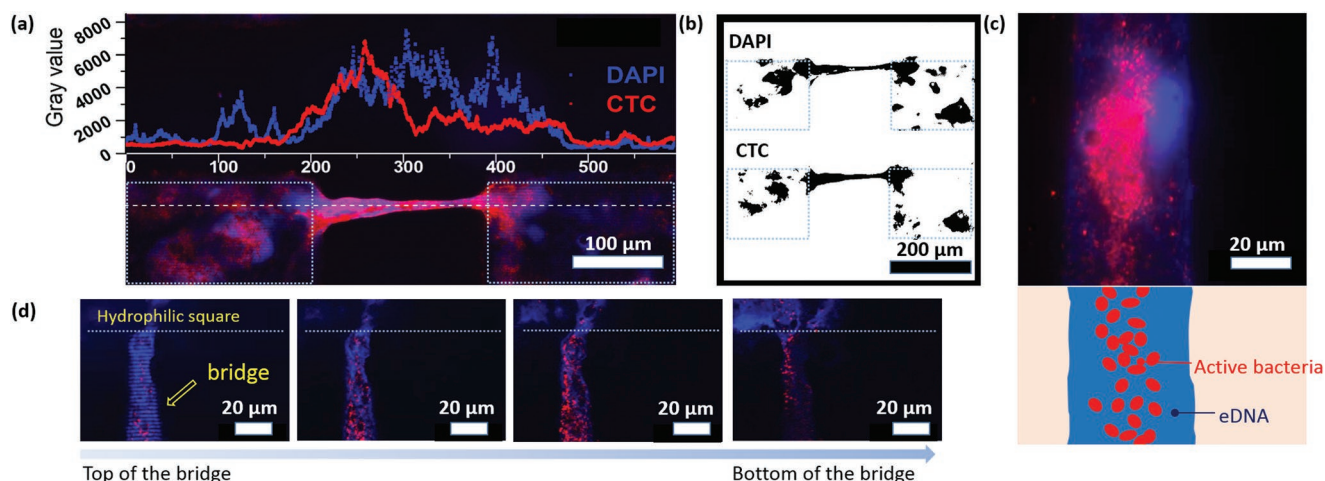 (a)
Gray value
8000
6000
4000
2000
0
DAPI
CTC
0 100 200 300 400 500
100 µm
(b)
DAPI
CTC
200 µm
(c)
20 µm
Active bacteria
eDNA
(d)
Hydrophilic square
bridge
20 µm
20 µm
20 µm
20 µm
Top of the bridge
Bottom of the bridge